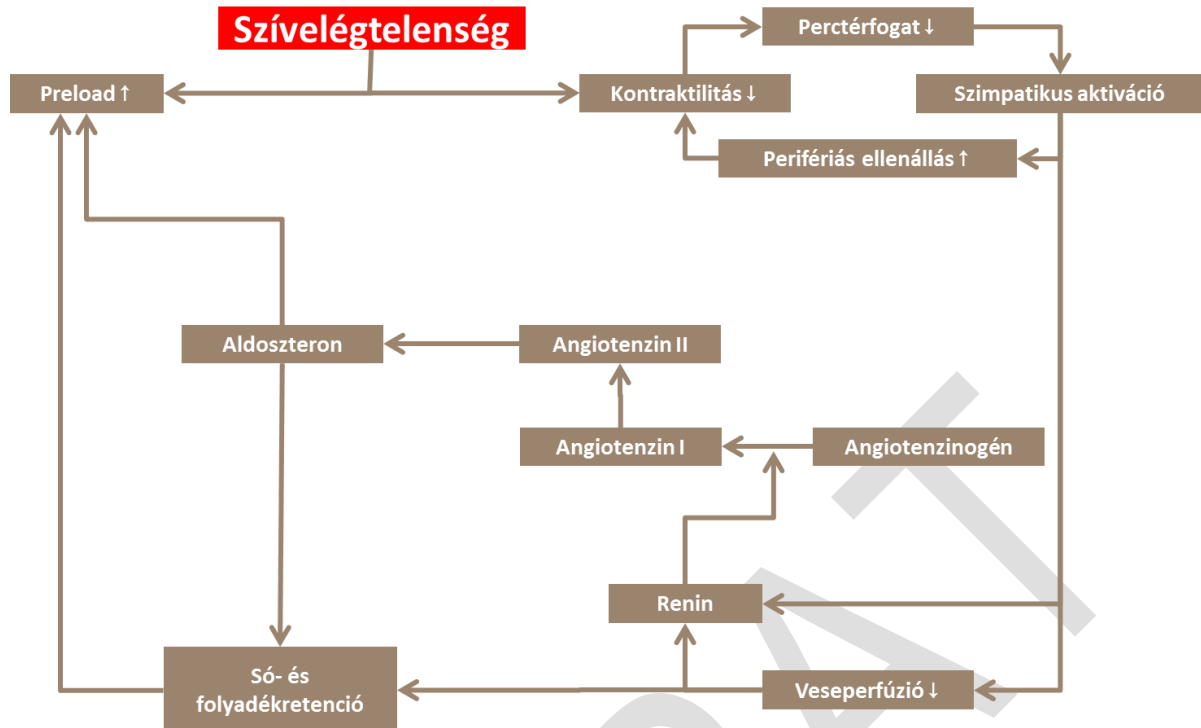 Szívelégtelenség
Perctérfogat ↓
Preload ↑
Kontraktilitás ↓
Szimpatikus aktiváció
Perifériás ellenállás ↑
Aldoszteron
Angiotenzin II
Angiotenzin I
Angiotenzinogén
Renin
Só- és
folyadékretenció
Veseperfúzió ↓